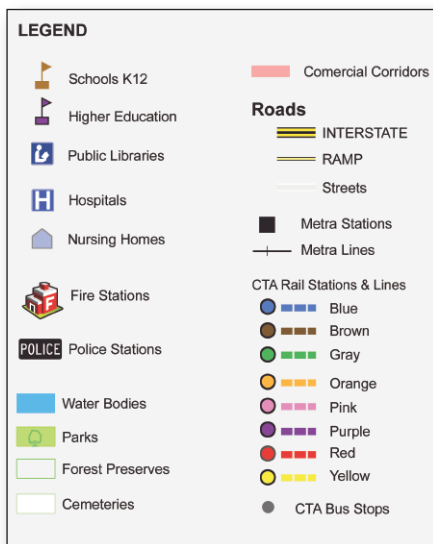 LEGEND
Schools K12
Higher Education
Public Libraries
H
Hospitals
Nursing Homes
F
Fire Stations
POLICE
Police Stations
Water Bodies
Parks
Forest Preserves
Cemeteries
Comercial Corridors
Roads
INTERSTATE
RAMP
Streets
Metra Stations
Metra Lines
CTA Rail Stations & Lines
Blue
Brown
Gray
Orange
Pink
Purple
Red
Yellow
CTA Bus Stops